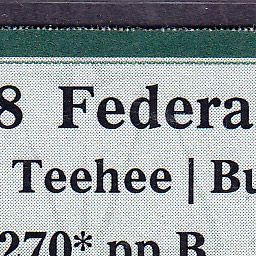 8 Federa
Teehee | Bu
270* pp B